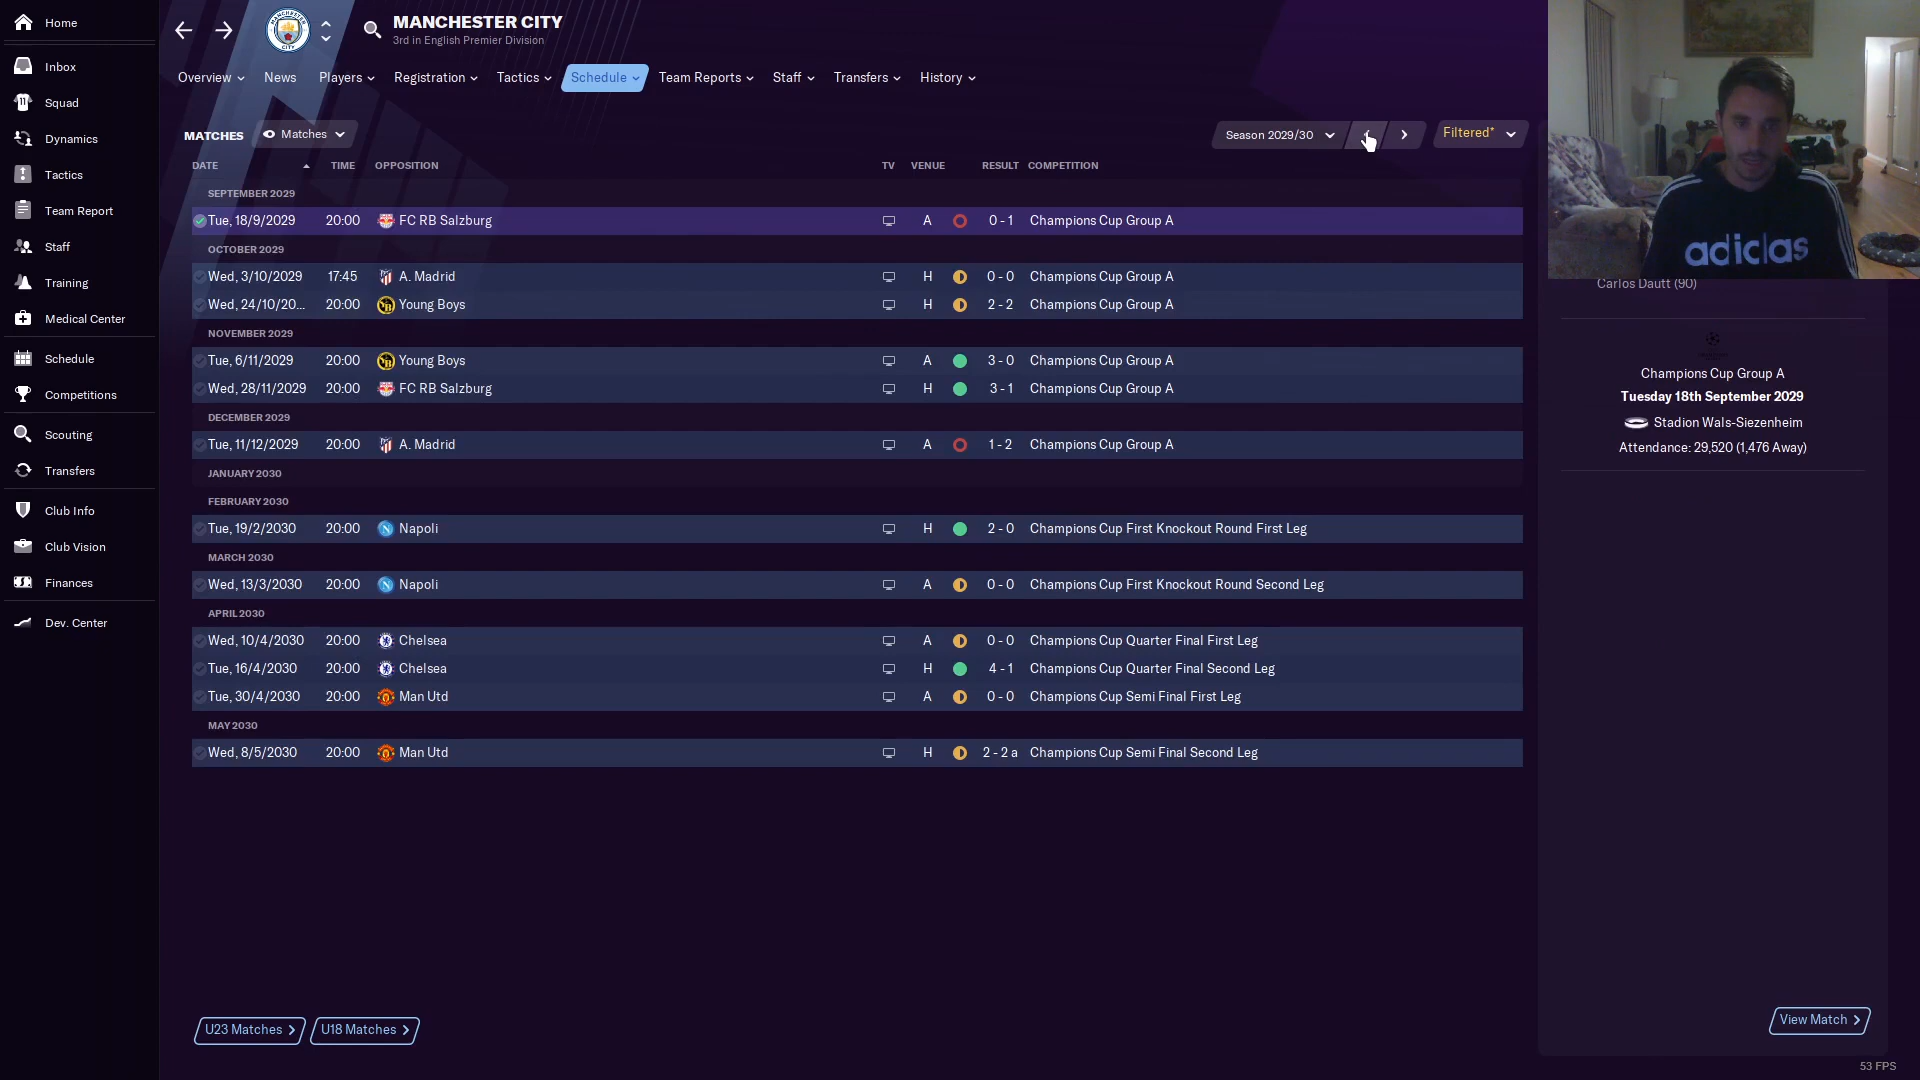 Home
Inbox
Squad
Dynamics
Tactics
Team Report
Staff
Training
Medical Center
Schedule
Competitions
Scouting
Transfers
Club Info
Club Vision
Finances
Dev. Center
MANCHESTER CITY
3rd in English Premier Division
Overview News Players Registration Tactics Schedule Team Reports Staff Transfers History
MATCHES Matches Season 2029/30 Filtered*
DATE TIME OPPOSITION TV VENUE RESULT COMPETITION
SEPTEMBER 2029
Tue, 18/9/2029 20:00 FC RB Salzburg A 0 - 1 Champions Cup Group A
OCTOBER 2029
Wed, 3/10/2029 17:45 A. Madrid H 0 - 0 Champions Cup Group A
Wed, 24/10/20... 20:00 Young Boys H 2 - 2 Champions Cup Group A
NOVEMBER 2029
Tue, 6/11/2029 20:00 Young Boys A 3 - 0 Champions Cup Group A
Wed, 28/11/2029 20:00 FC RB Salzburg H 3 - 1 Champions Cup Group A
DECEMBER 2029
Tue, 11/12/2029 20:00 A. Madrid A 1 - 2 Champions Cup Group A
JANUARY 2030
FEBRUARY 2030
Tue, 19/2/2030 20:00 Napoli H 2 - 0 Champions Cup First Knockout Round First Leg
MARCH 2030
Wed, 13/3/2030 20:00 Napoli A 0 - 0 Champions Cup First Knockout Round Second Leg
APRIL 2030
Wed, 10/4/2030 20:00 Chelsea A 0 - 0 Champions Cup Quarter Final First Leg
Tue, 16/4/2030 20:00 Chelsea H 4 - 1 Champions Cup Quarter Final Second Leg
Tue, 30/4/2030 20:00 Man Utd A 0 - 0 Champions Cup Semi Final First Leg
MAY 2030
Wed, 8/5/2030 20:00 Man Utd H 2 - 2 a Champions Cup Semi Final Second Leg
U23 Matches U18 Matches
adidas
Carlos Dautt (90)
Champions Cup Group A
Tuesday 18th September 2029
Stadion Wals-Siezenheim
Attendance: 29,520 (1,476 Away)
View Match
53 FPS